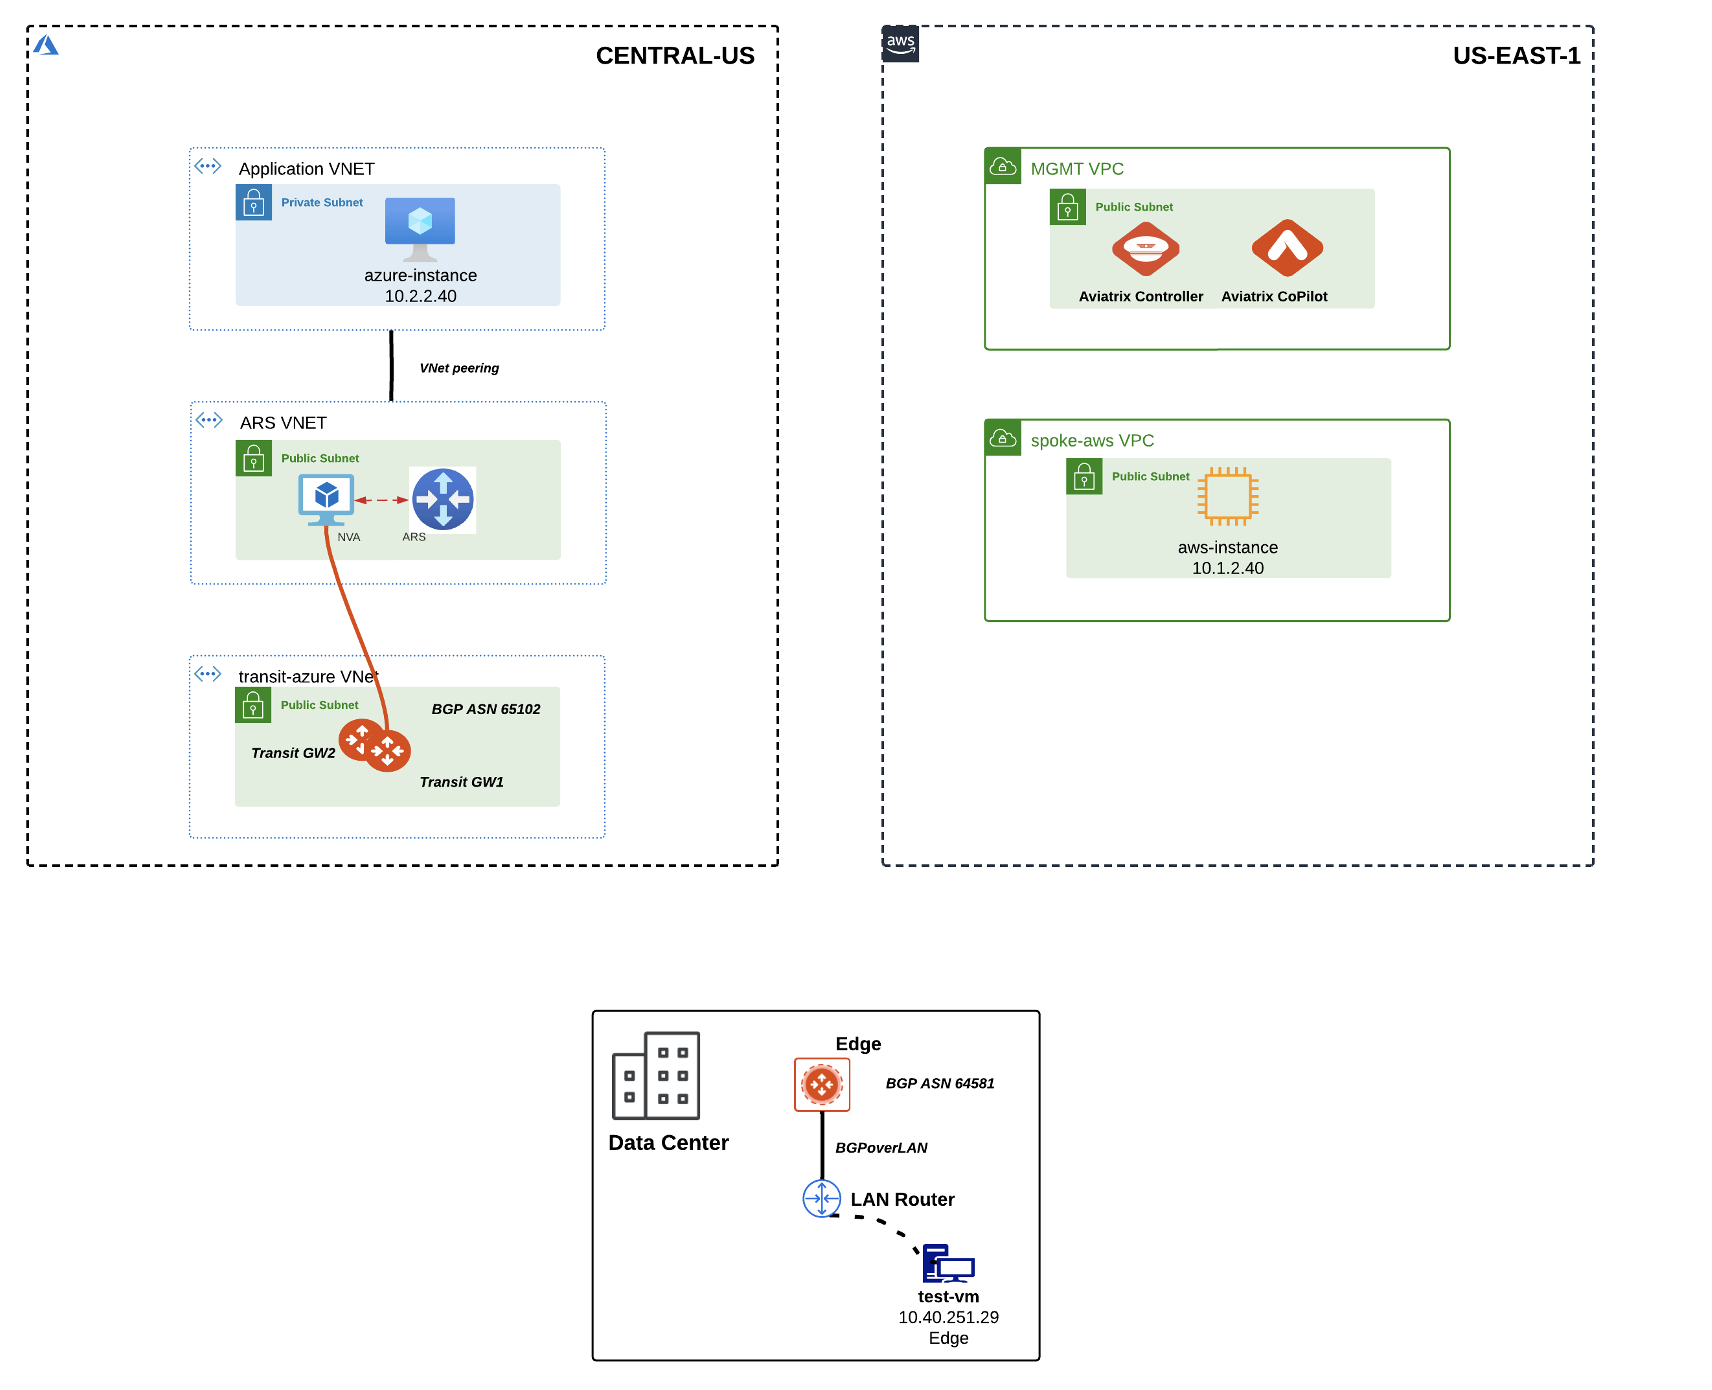 CENTRAL-US
Application VNET
Private Subnet
azure-instance
10.2.2.40
VNet peering
ARS VNET
Public Subnet
NVA
ARS
transit-azure VNet
Public Subnet
BGP ASN 65102
Transit GW2
Transit GW1
aws
US-EAST-1
MGMT VPC
Public Subnet
Aviatrix Controller
Aviatrix CoPilot
spoke-aws VPC
Public Subnet
aws-instance
10.1.2.40
Data Center
Edge
BGP ASN 64581
BGPoverLAN
LAN Router
test-vm
10.40.251.29
Edge